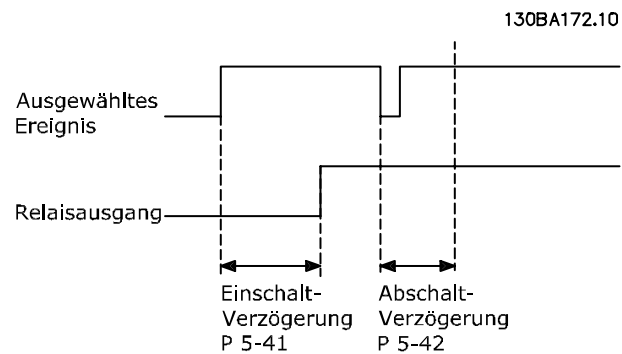 130BA172.10
Ausgewähltes
Ereignis
Relaisausgang
Einschalt-
Verzögerung
P 5-41
Abschalt-
Verzögerung
P 5-42